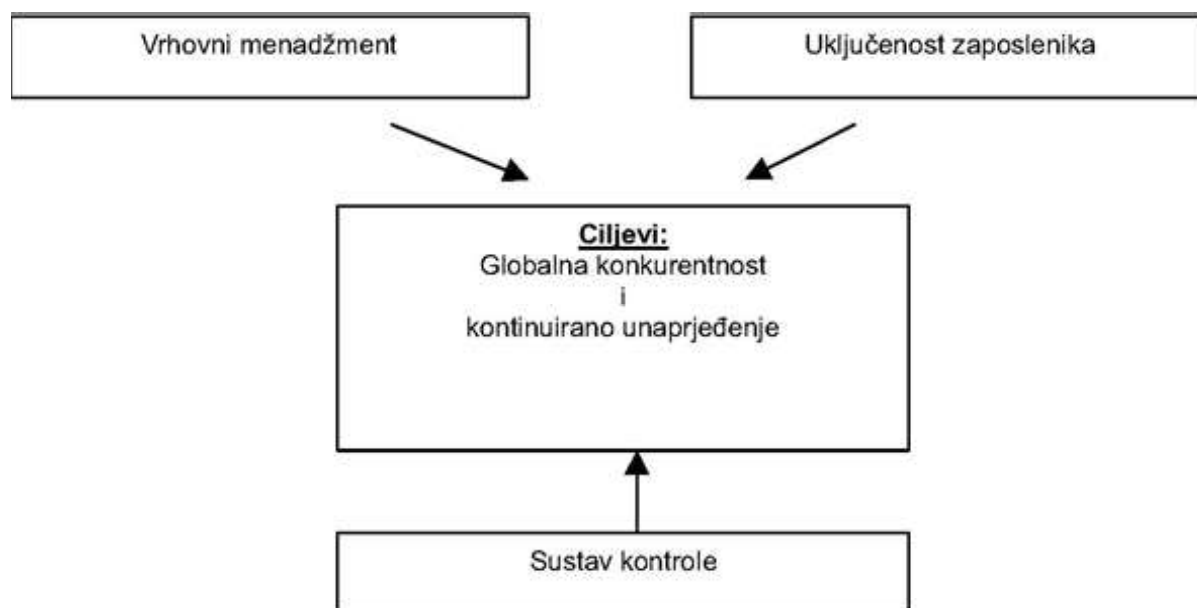 Vrhovni menadžment
Uključenost zaposlenika
Ciljevi:
Globalna konkurentnost
i
kontinuirano unaprjeđenje
Sustav kontrole